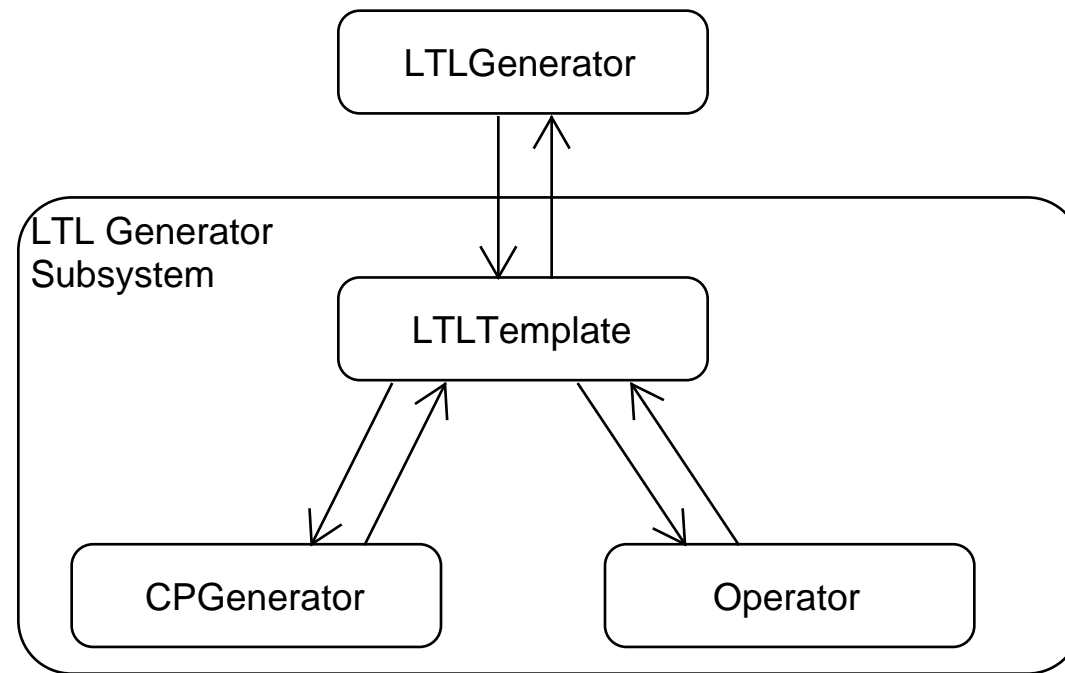 LTLGenerator
LTL Generator
Subsystem
LTLTemplate
CPGenerator
Operator